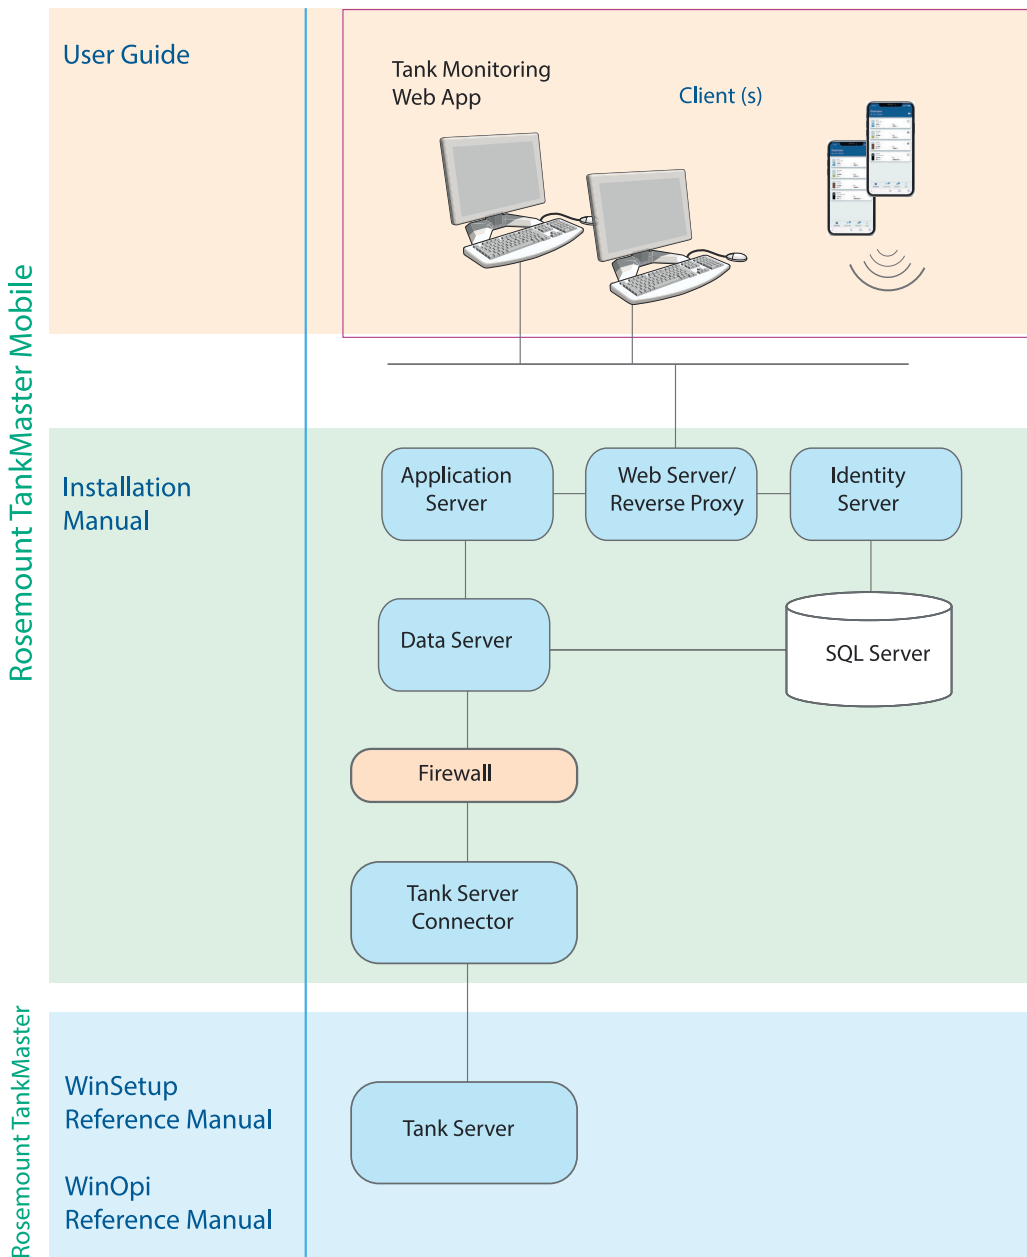 User Guide
Tank Monitoring
Web App
Client (s)
Rosemount TankMaster Mobile
Installation
Manual
Application
Server
Web Server/
Reverse Proxy
Identity
Server
Data Server
SQL Server
Firewall
Tank Server
Connector
Rosemount TankMaster
WinSetup
Reference Manual
WinOpi
Reference Manual
Tank Server